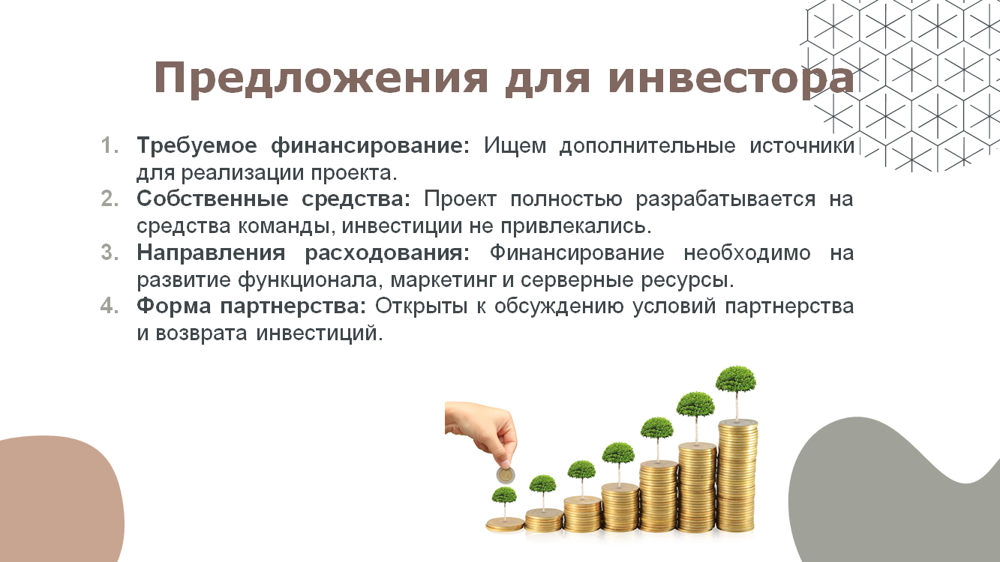 Предложения для инвестора
1. Требуемое финансирование: Ищем дополнительные источники
для реализации проекта.
2. Собственные средства: Проект полностью разрабатывается на
средства команды, инвестиции не привлекались.
3. Направления расходования: Финансирование необходимо на
развитие функционала, маркетинг и серверные ресурсы.
4. Форма партнерства: Открыты к обсуждению условий партнерства
и возврата инвестиций.